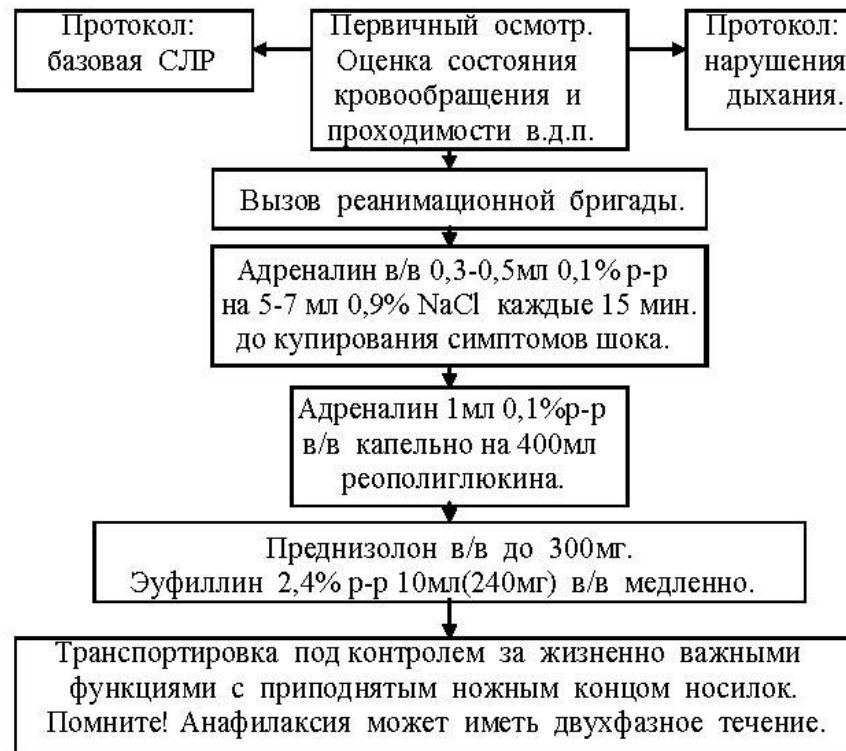 Протокол:
базовая СЛР
Первичный осмотр.
Оценка состояния
кровообращения и
проходимости в.д.п.
Протокол:
нарушения
дыхания.
Вызов реанимационной бригады.
Адреналин в/в 0,3-0,5мл 0,1% р-р
на 5-7 мл 0,9% NaCl каждые 15 мин.
до купирования симптомов шока.
Адреналин 1мл 0,1%р-р
в/в капельно на 400мл
реополиглюкина.
Преднизолон в/в до 300мг.
Эуфиллин 2,4% р-р 10мл(240мг) в/в медленно.
Транспортировка под контролем за жизненно важными
функциями с приподнятым ножным концом носилок.
Помните! Анафилаксия может иметь двухфазное течение.